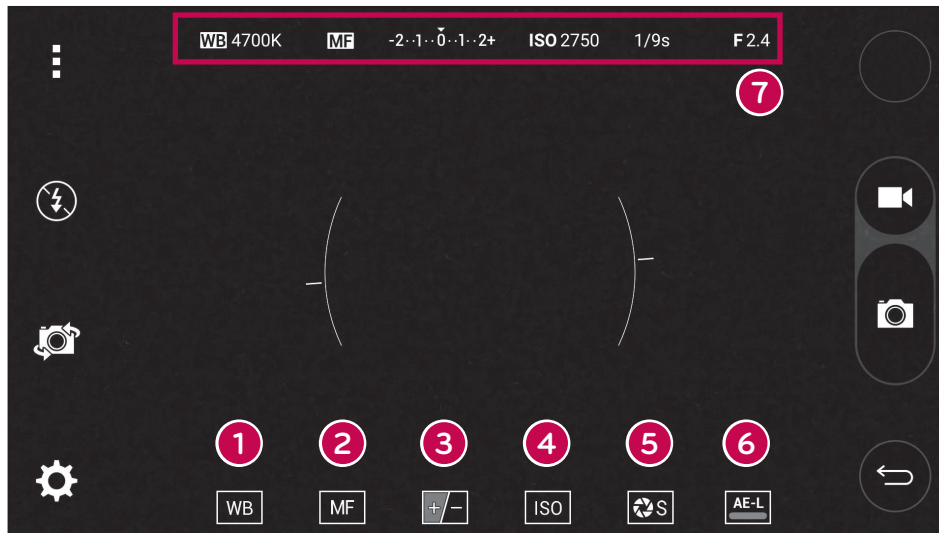 WB 4700K MF -2··1··0··1··2+ ISO 2750 1/9s F 2.4
7
1 2 3 4 5 6
WB MF +/- ISO S AE-L